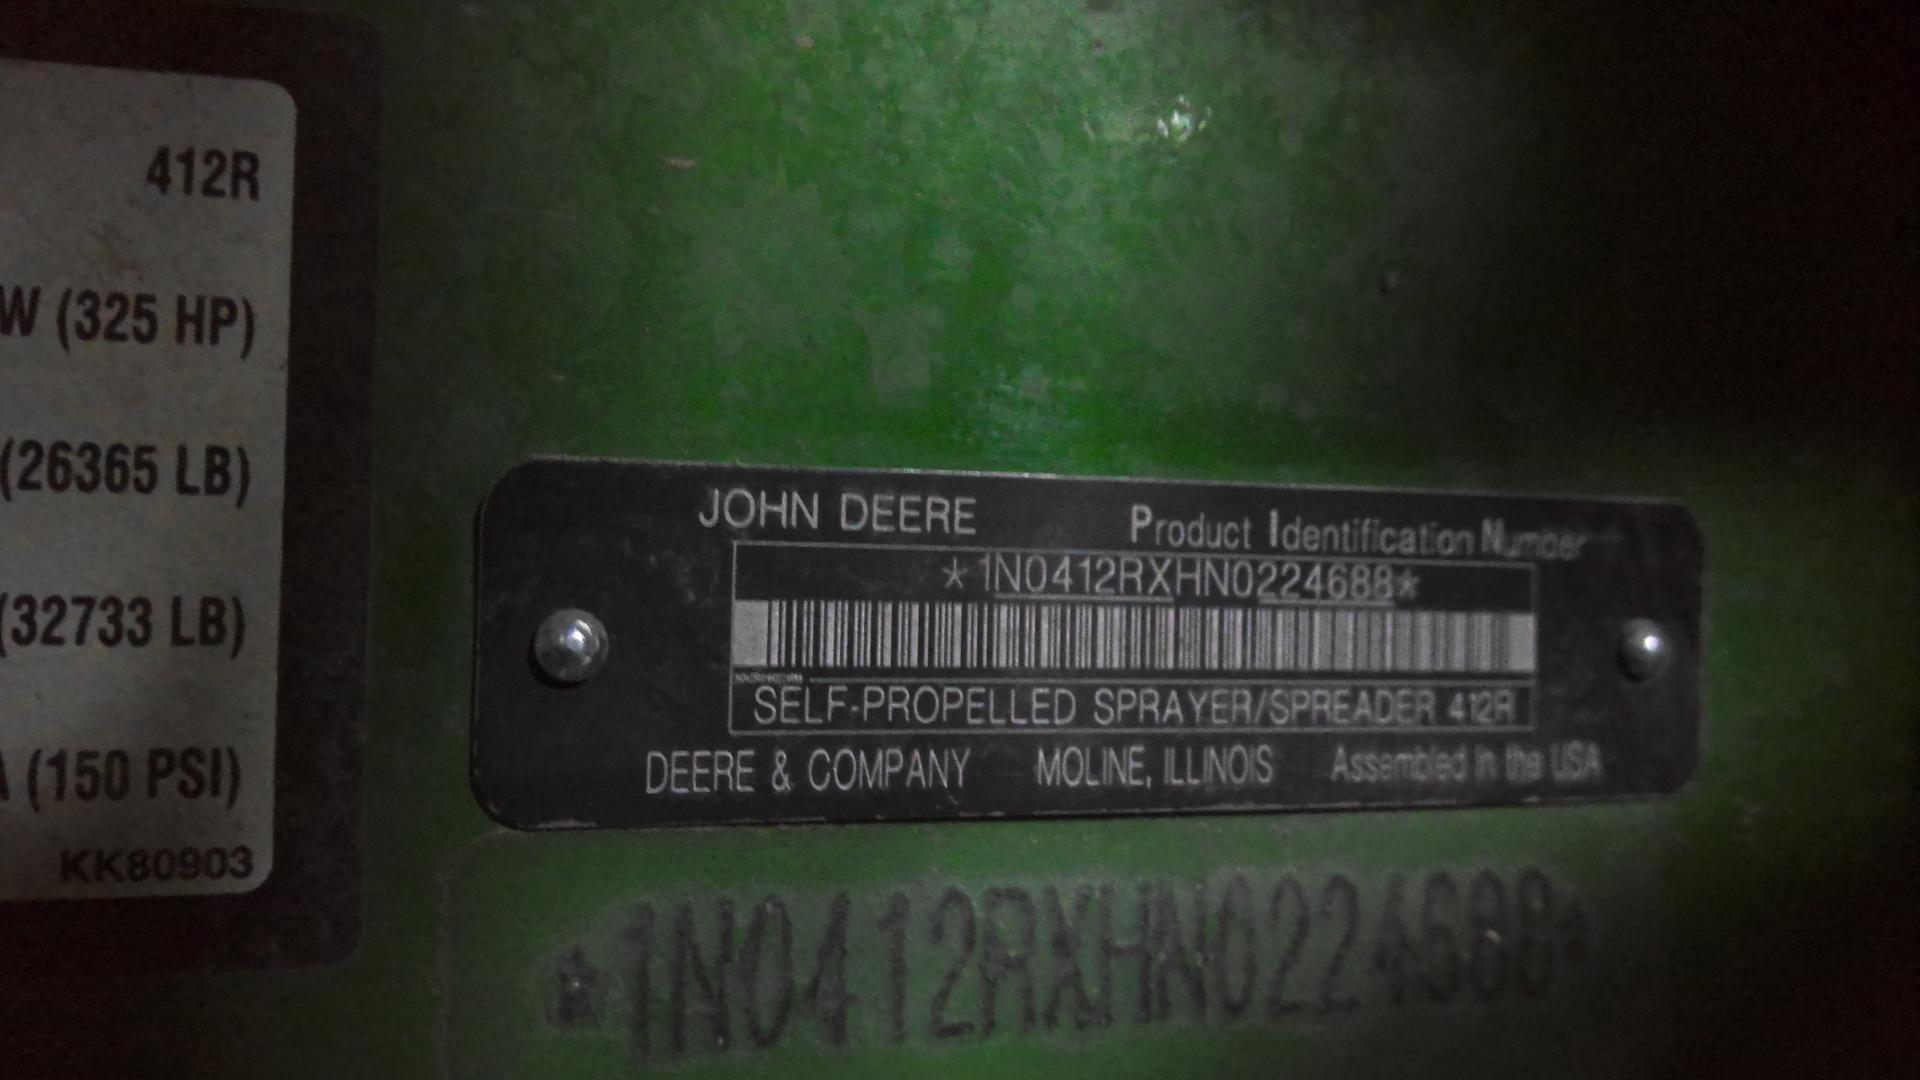 412R
W (325 HP)
(26365 LB)
(32733 LB)
(150 PSI)
KK80903
JOHN DEERE Product Identification Number
*1N0412RXHN0224688*
SELF-PROPELLED SPRAYER/SPREADER 412R
DEERE & COMPANY MOLINE, ILLINOIS Assembled in the USA
*1N0412RXHN0224688*